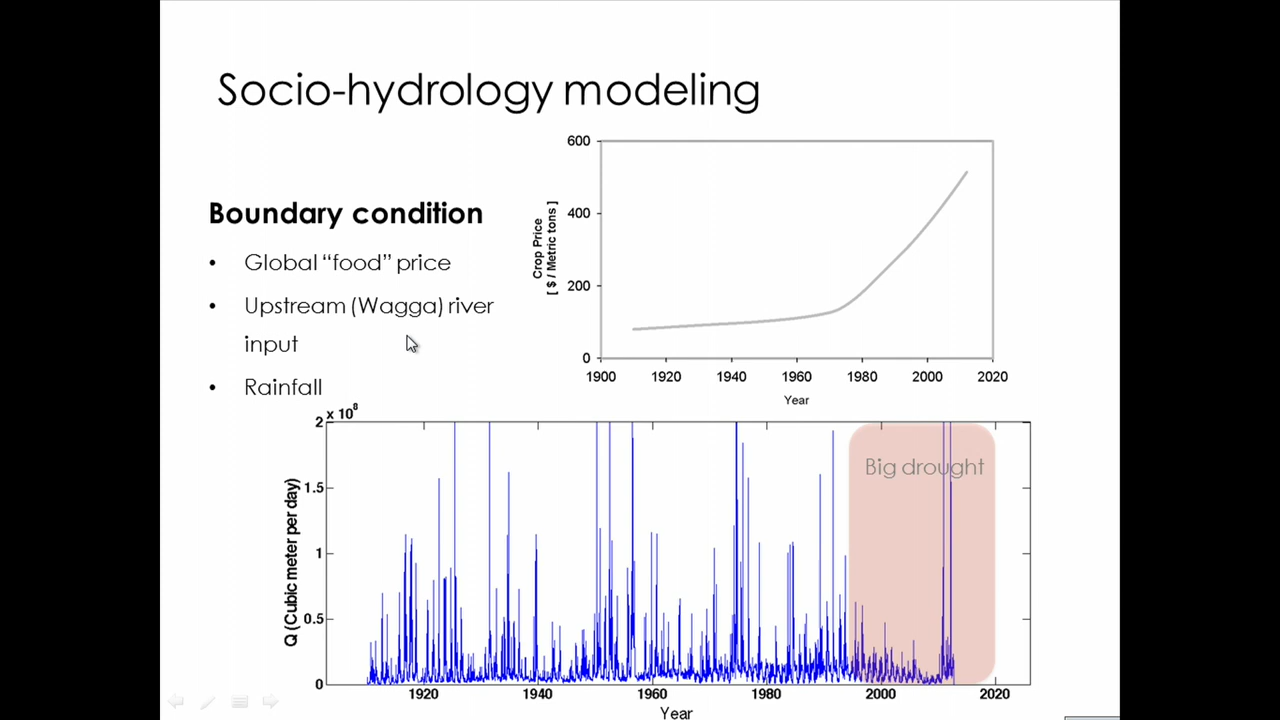 Socio-hydrology modeling
Boundary condition
• Global “food” price
• Upstream (Wagga) river
input
• Rainfall
Crop Price
[ $ / Metric tons ]
600
400
200
0
1900 1920 1940 1960 1980 2000 2020
Year
x 10^8
Q (Cubic meter per day)
2
1.5
1
0.5
0
Big drought
1920 1940 1960 1980 2000 2020
Year